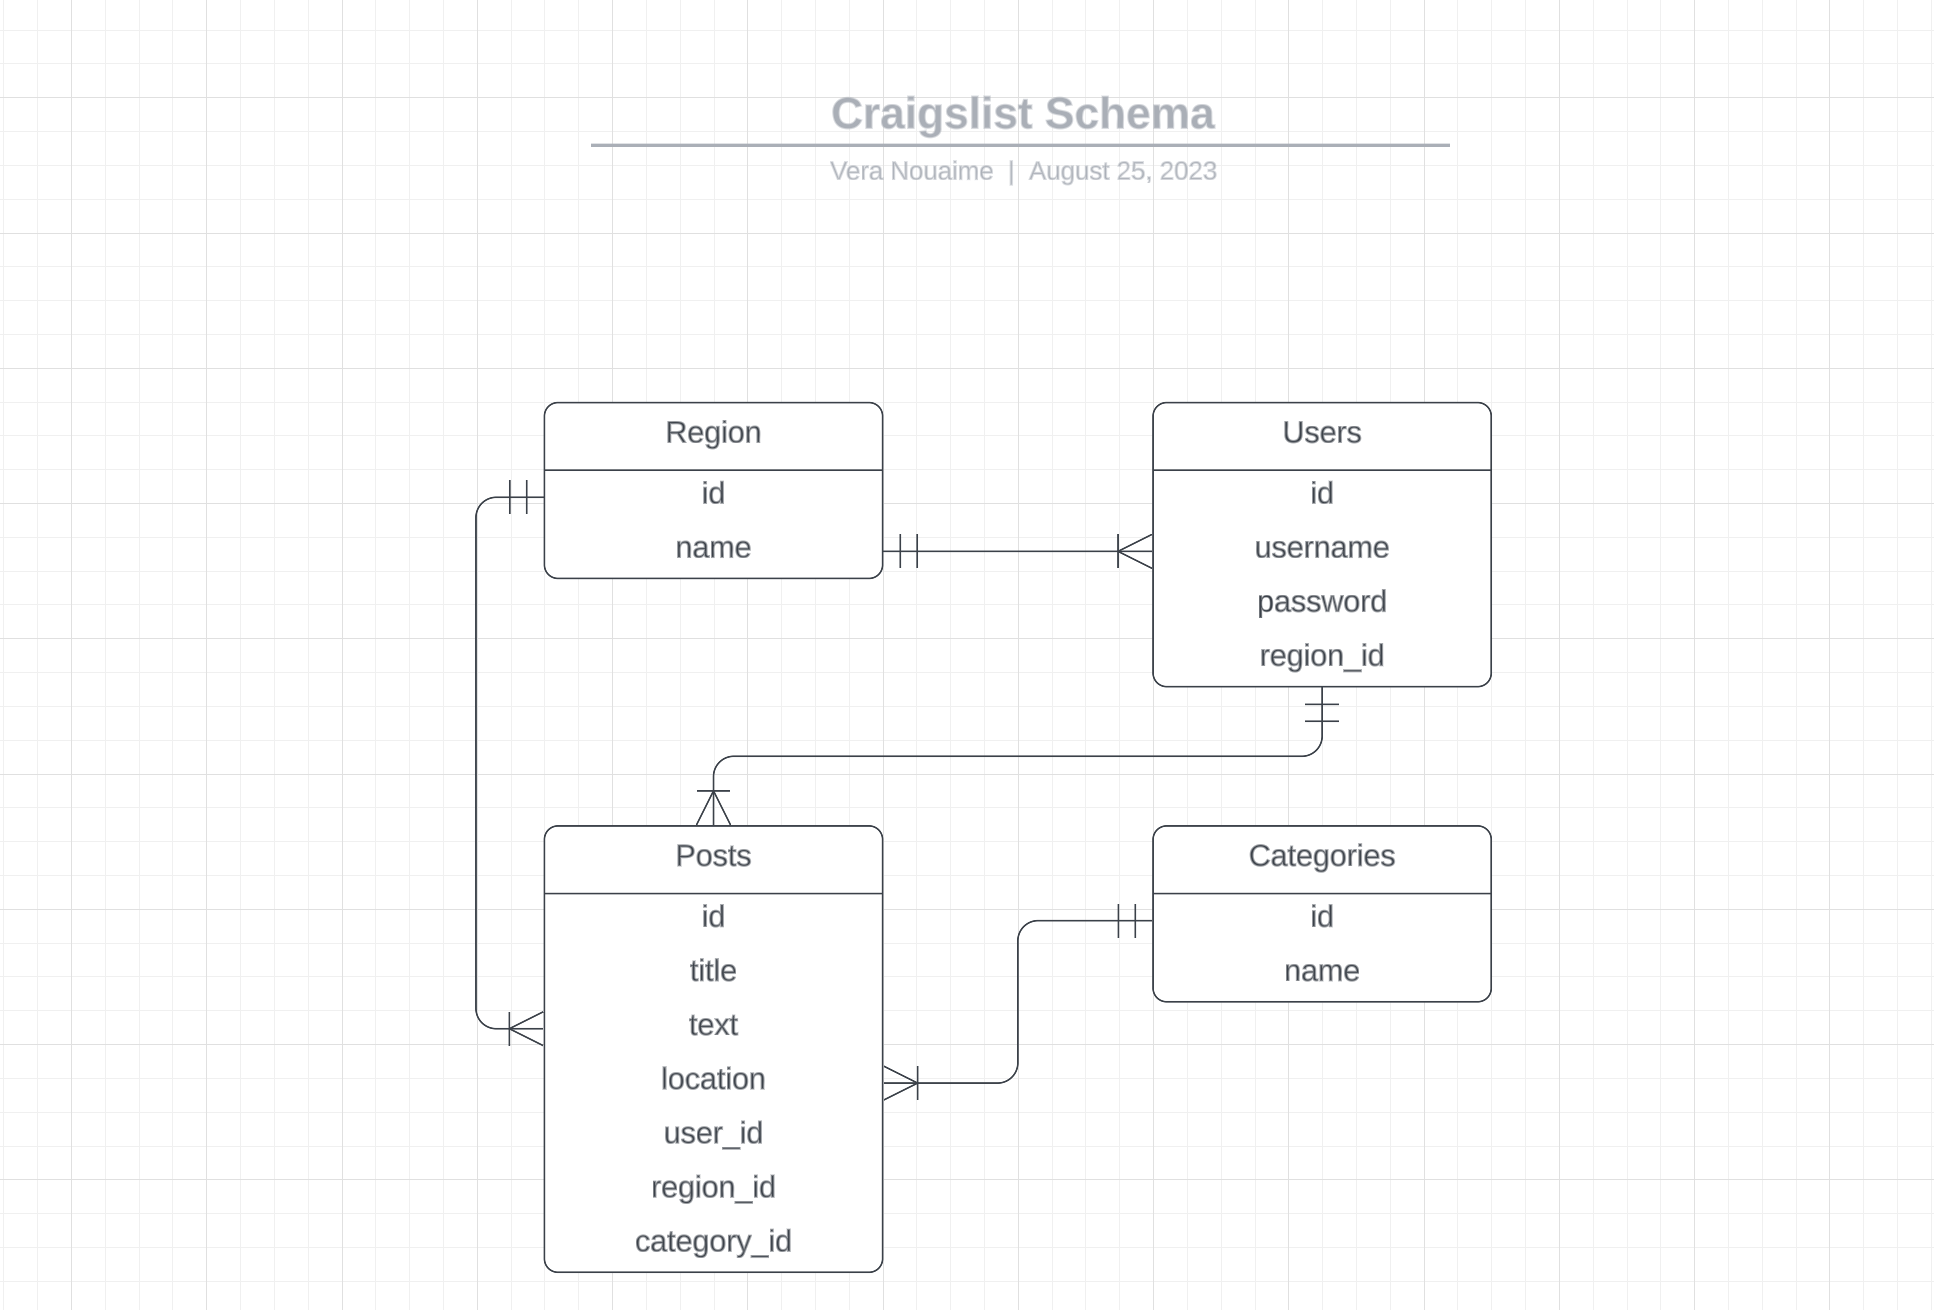 Craigslist Schema
Vera Nouaime | August 25, 2023
Region
id
name
Users
id
username
password
region_id
Posts
id
title
text
location
user_id
region_id
category_id
Categories
id
name